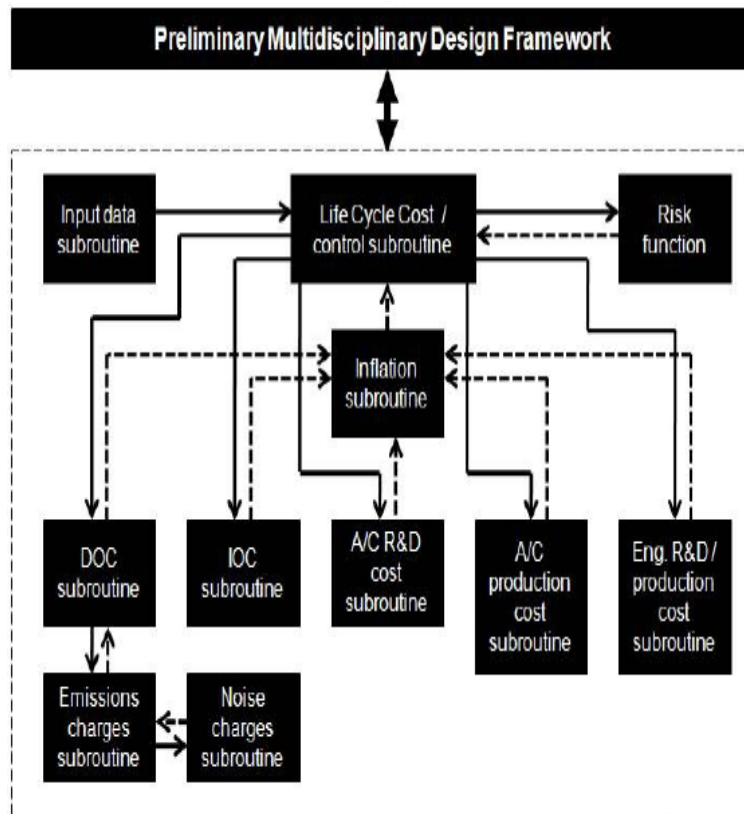 Preliminary Multidisciplinary Design Framework
Input data
subroutine
Life Cycle Cost /
control subroutine
Risk
function
Inflation
subroutine
DOC
subroutine
IOC
subroutine
A/C R&D
cost
subroutine
A/C
production
cost
subroutine
Eng. R&D /
production
cost
subroutine
Emissions
charges
subroutine
Noise
charges
subroutine